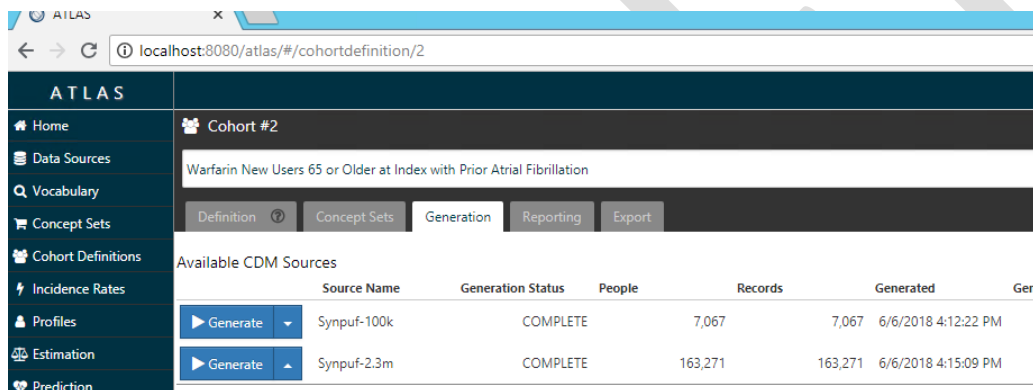 ATLAS
localhost:8080/atlas/#/cohortdefinition/2
ATLAS
Home
Cohort #2
Data Sources
Warfarin New Users 65 or Older at Index with Prior Atrial Fibrillation
Vocabulary
Definition Concept Sets Generation Reporting Export
Concept Sets
Cohort Definitions
Available CDM Sources
Incidence Rates
Source Name Generation Status People Records Generated Ger
Profiles
Generate Synpuf-100k COMPLETE 7,067 7,067 6/6/2018 4:12:22 PM
Estimation
Generate Synpuf-2.3m COMPLETE 163,271 163,271 6/6/2018 4:15:09 PM
Prediction